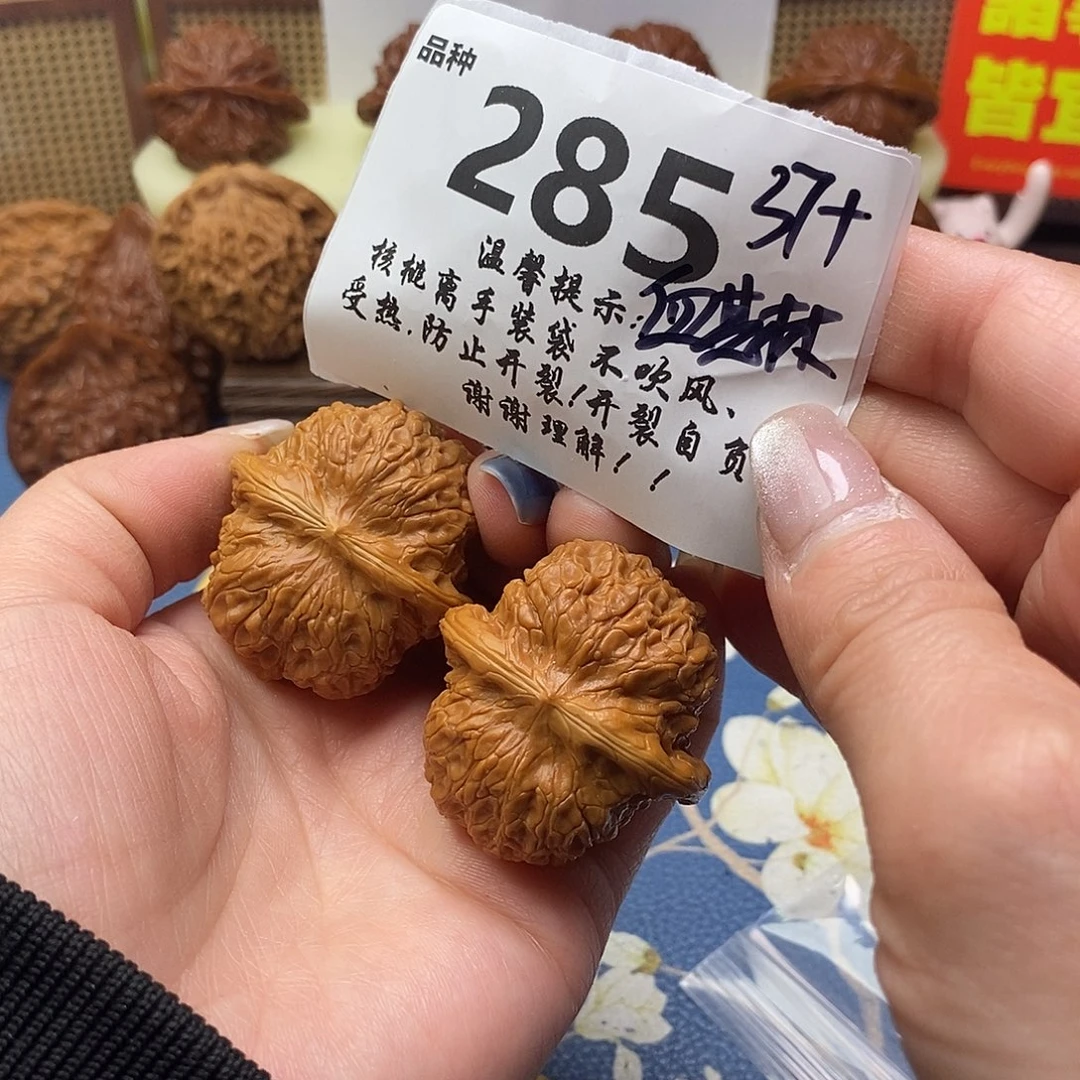 品种
285 37+
温馨提示:
核桃离手装袋不吹风、
受热,防止开裂!开裂自负
谢谢理解!!
皆宜